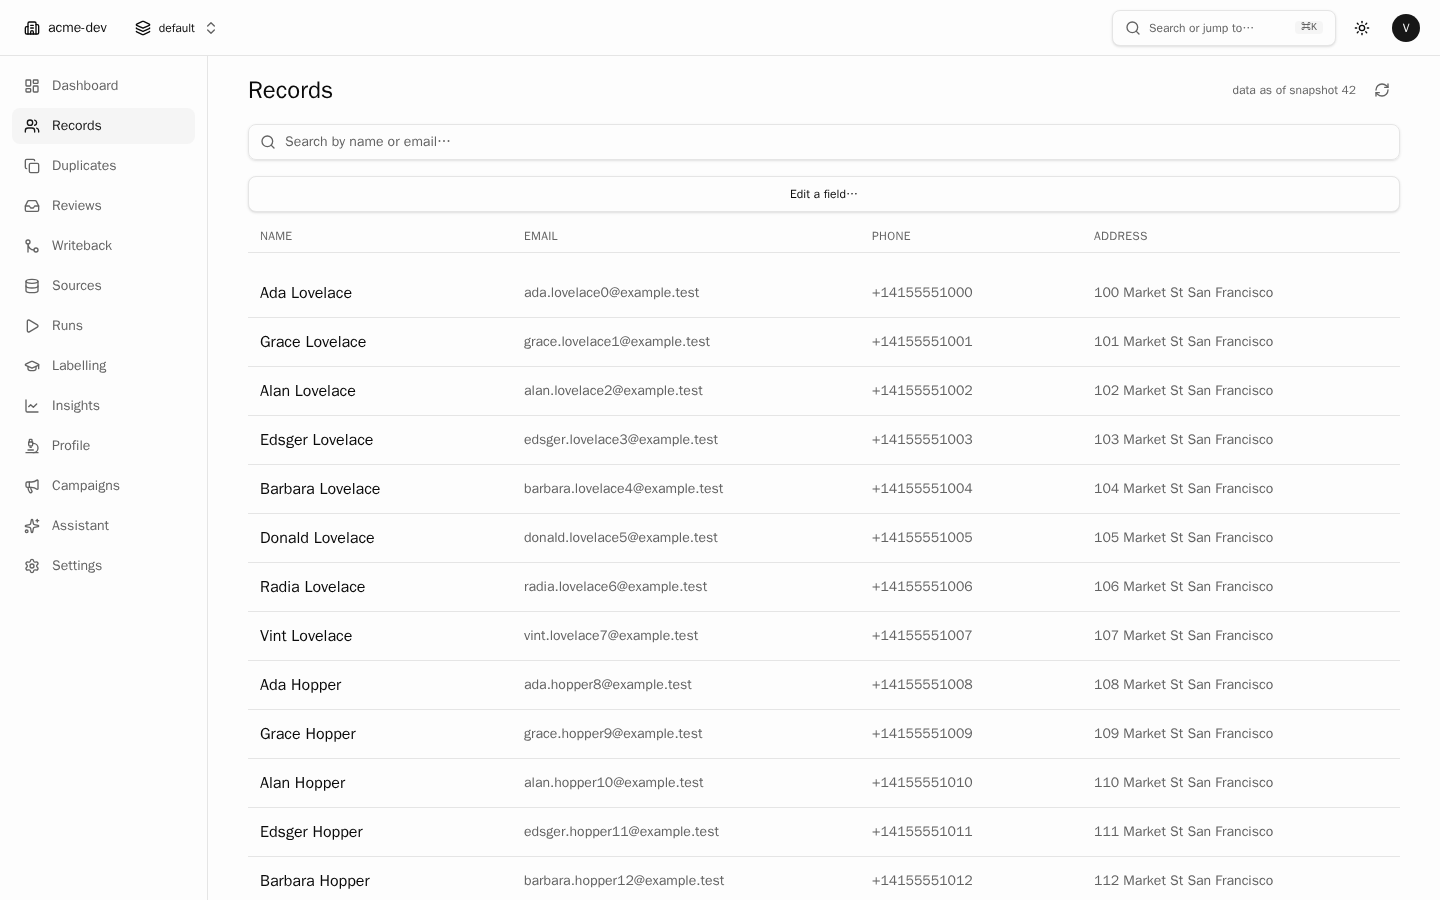 acme-dev
default
Search or jump to…
⌘K
V
Dashboard
Records
Duplicates
Reviews
Writeback
Sources
Runs
Labelling
Insights
Profile
Campaigns
Assistant
Settings
Records
data as of snapshot 42
Search by name or email…
Edit a field…
NAME EMAIL PHONE ADDRESS
Ada Lovelace ada.lovelace0@example.test +14155551000 100 Market St San Francisco
Grace Lovelace grace.lovelace1@example.test +14155551001 101 Market St San Francisco
Alan Lovelace alan.lovelace2@example.test +14155551002 102 Market St San Francisco
Edsger Lovelace edsger.lovelace3@example.test +14155551003 103 Market St San Francisco
Barbara Lovelace barbara.lovelace4@example.test +14155551004 104 Market St San Francisco
Donald Lovelace donald.lovelace5@example.test +14155551005 105 Market St San Francisco
Radia Lovelace radia.lovelace6@example.test +14155551006 106 Market St San Francisco
Vint Lovelace vint.lovelace7@example.test +14155551007 107 Market St San Francisco
Ada Hopper ada.hopper8@example.test +14155551008 108 Market St San Francisco
Grace Hopper grace.hopper9@example.test +14155551009 109 Market St San Francisco
Alan Hopper alan.hopper10@example.test +14155551010 110 Market St San Francisco
Edsger Hopper edsger.hopper11@example.test +14155551011 111 Market St San Francisco
Barbara Hopper barbara.hopper12@example.test +14155551012 112 Market St San Francisco